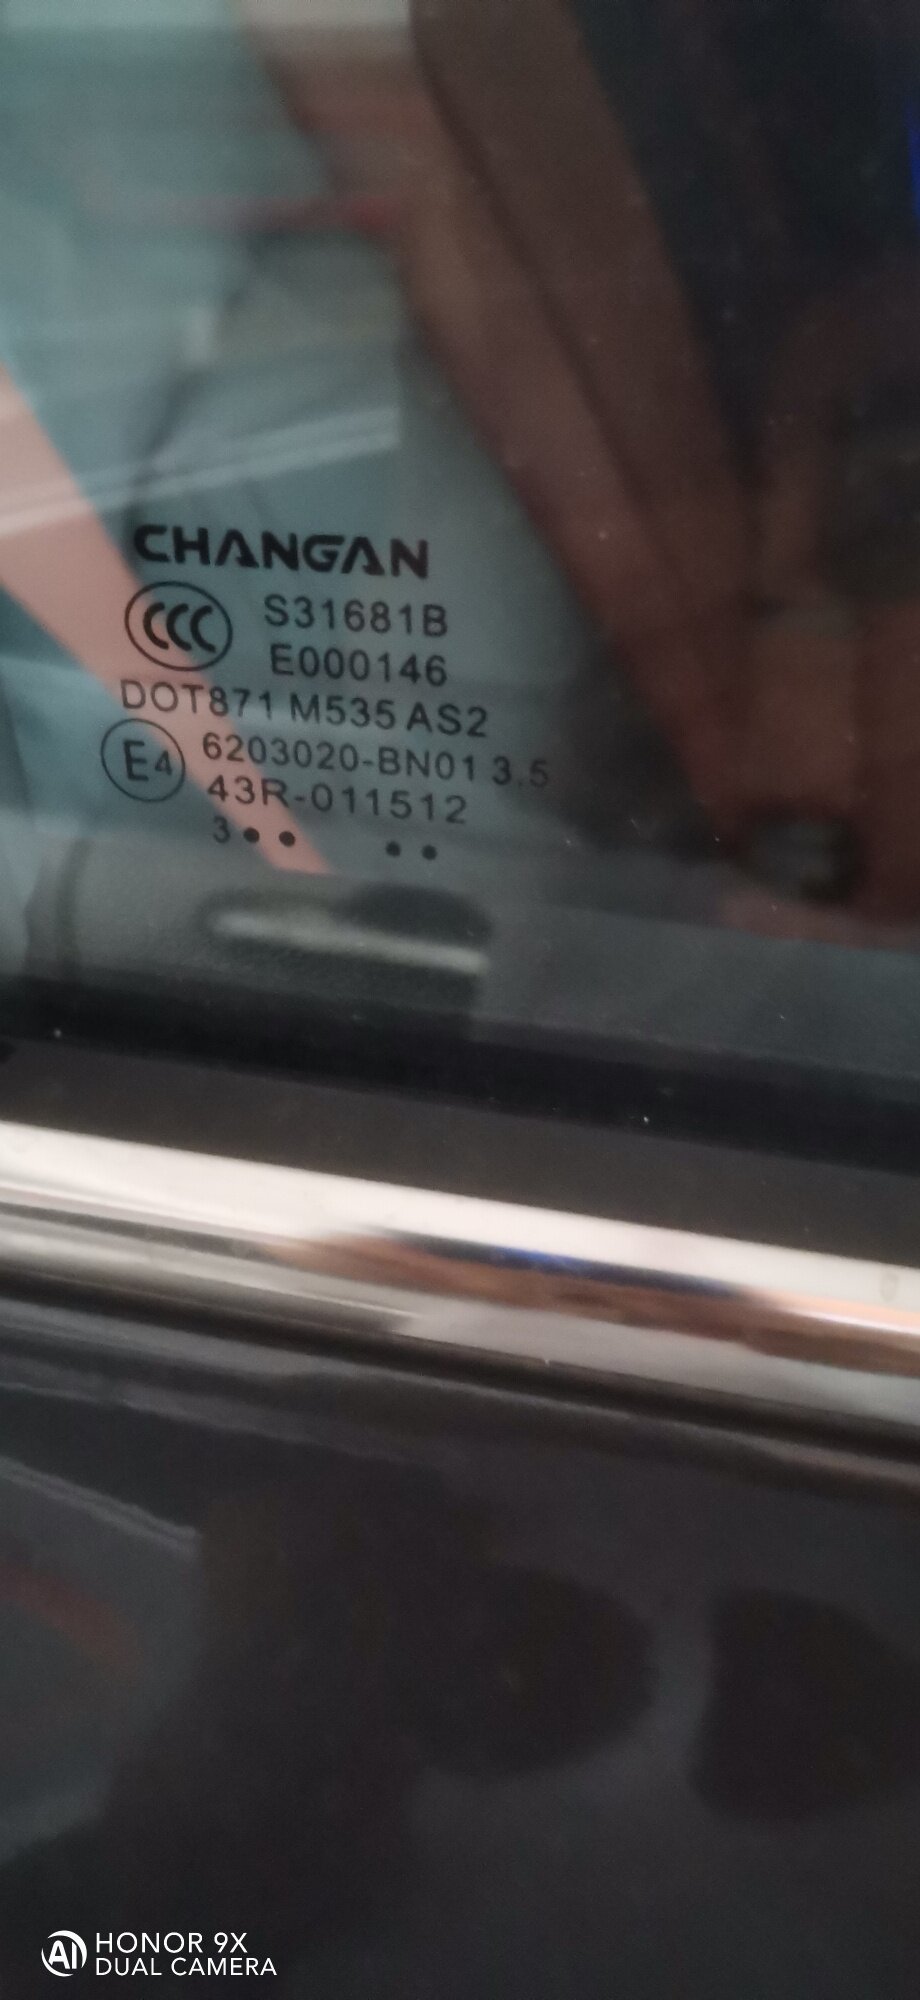 CHANGAN
CCC S31681B
E000146
DOT871 M535 AS2
E4 6203020-BN01 3.5
43R-011512
3•• ••
HONOR 9X
DUAL CAMERA